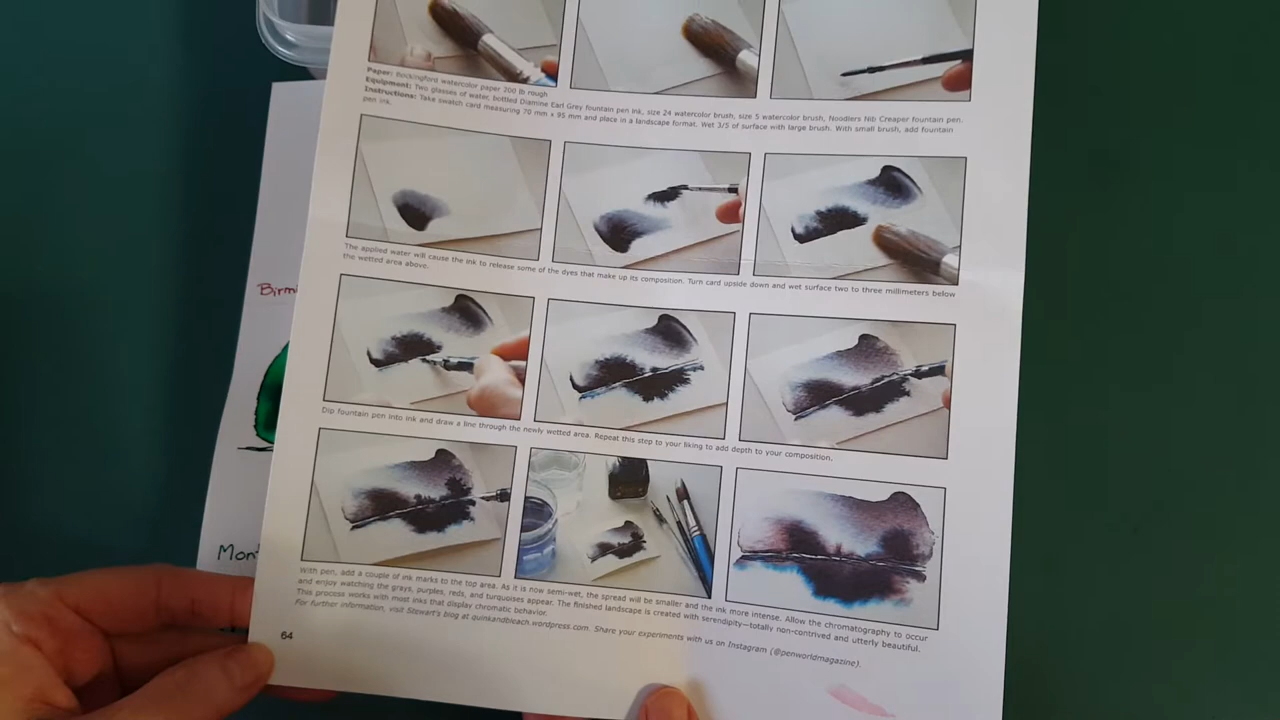 Paper: Bockingford watercolor paper 200 lb rough
Equipment: Two glasses of water, bottled Diamine Earl Grey fountain pen ink, size 24 watercolor brush, size 5 watercolor brush, Noodlers Nib Creaper fountain pen.
Instructions: Take swatch card measuring 70 mm x 95 mm and place in a landscape format. Wet 3/5 of surface with large brush. With small brush, add fountain
pen ink.
The applied water will cause the ink to release some of the dyes that make up its composition. Turn card upside down and wet surface two to three millimeters below
the wetted area above.
Birmi
Dip fountain pen into ink and draw a line through the newly wetted area. Repeat this step to your liking to add depth to your composition.
Mon
With pen, add a couple of ink marks to the top area. As it is now semi-wet, the spread will be smaller and the ink more intense. Allow the chromatography to occur
and enjoy watching the grays, purples, reds, and turquoises appear. The finished landscape is created with serendipity—totally non-contrived and utterly beautiful.
This process works with most inks that display chromatic behavior.
For further information, visit Stewart's blog at quinkandbleach.wordpress.com. Share your experiments with us on Instagram (@penworldmagazine).
64